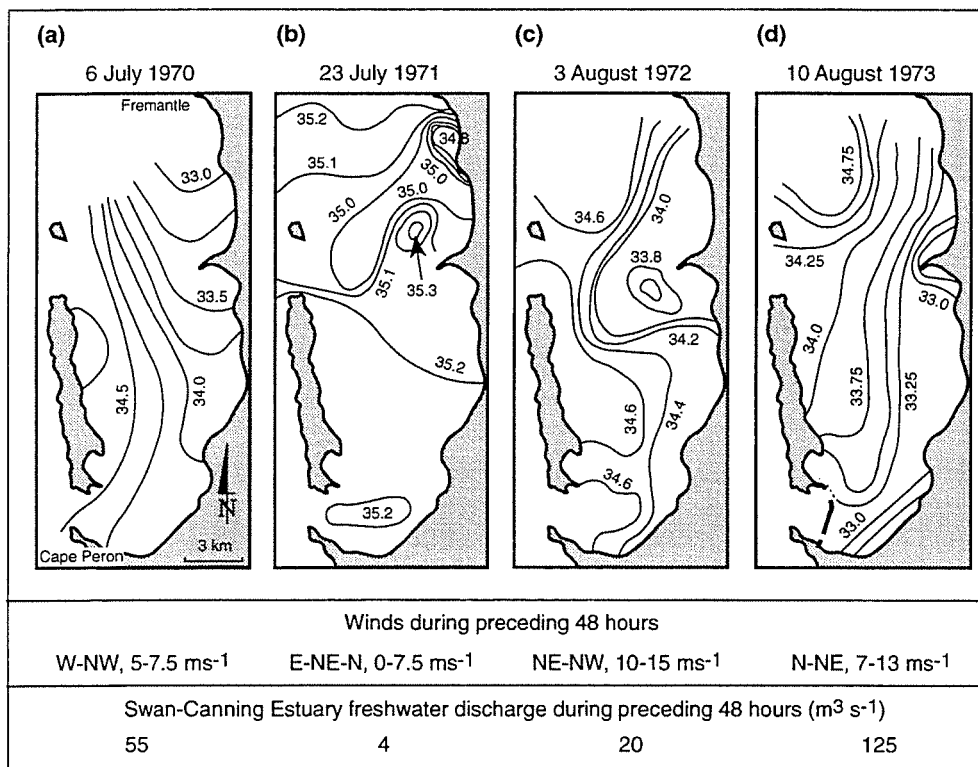 (a)
6 July 1970
Fremantle
33.0
33.5
34.5
34.0
N
Cape Peron
3 km
(b)
23 July 1971
35.2
34.8
35.1
35.0
35.0
35.0
35.1
35.3
35.2
35.2
(c)
3 August 1972
34.6
34.0
33.8
34.2
34.6
34.4
34.6
(d)
10 August 1973
34.75
34.25
33.0
34.0
33.75
33.25
33.0
Winds during preceding 48 hours
W-NW, 5-7.5 ms⁻¹ E-NE-N, 0-7.5 ms⁻¹ NE-NW, 10-15 ms⁻¹ N-NE, 7-13 ms⁻¹
Swan-Canning Estuary freshwater discharge during preceding 48 hours (m³ s⁻¹)
55 4 20 125